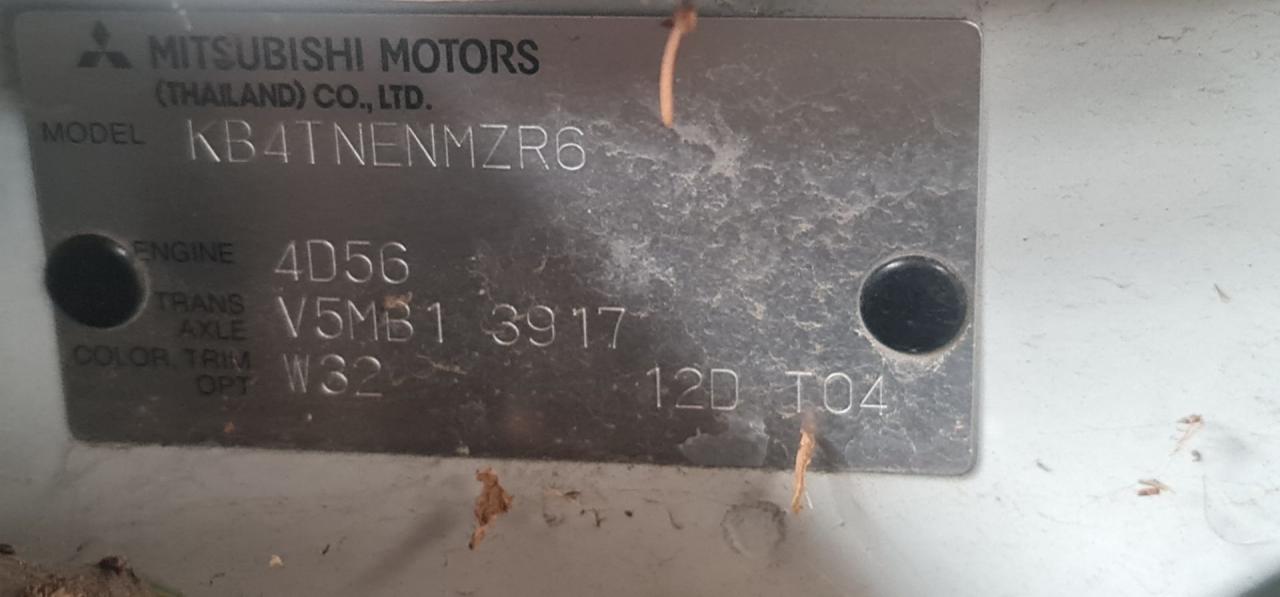 MITSUBISHI MOTORS
(THAILAND) CO., LTD.
MODEL KB4TNENMZR6
ENGINE 4D56
TRANS AXLE V5MB1 3917
COLOR, TRIM OPT W32 12D T04